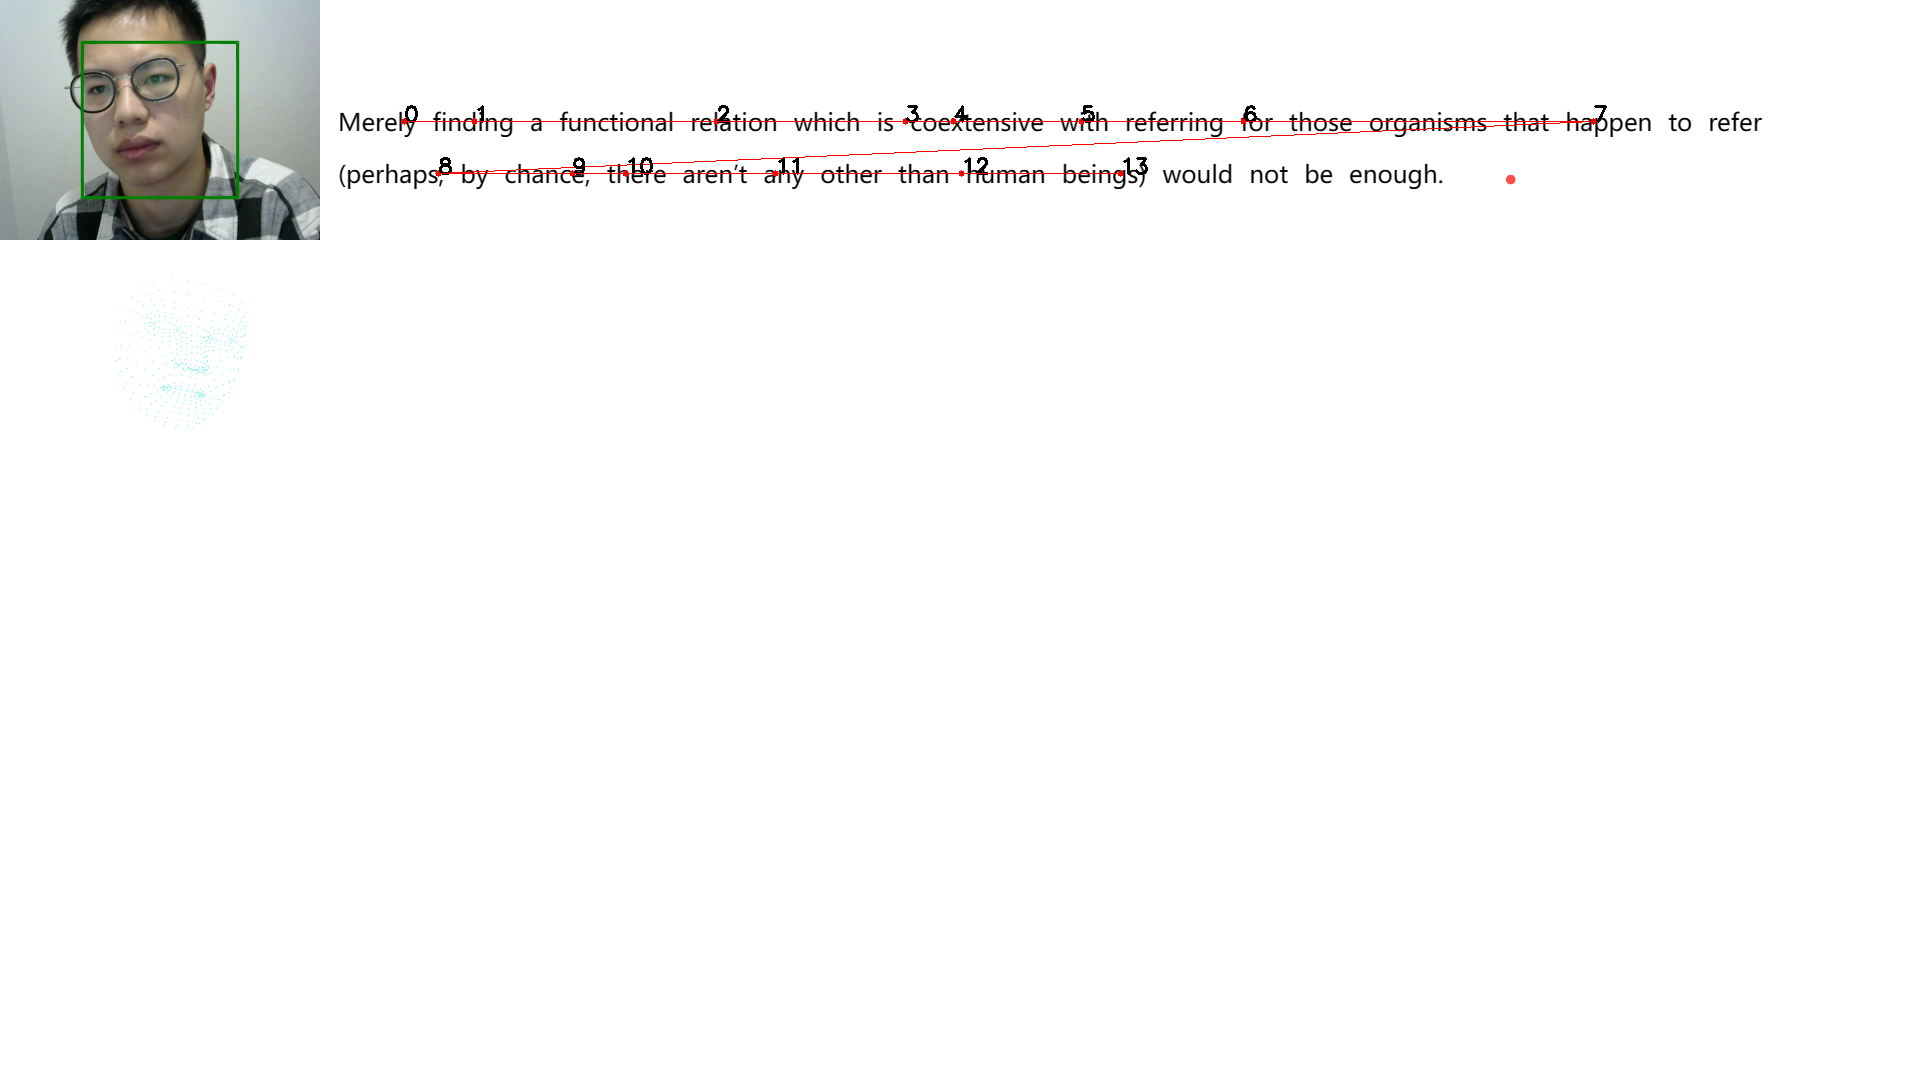 Merely finding a functional relation which is coextensive with referring for those organisms that happen to refer
(perhaps, by chance, there aren't any other than human beings) would not be enough.
0 1 2 3 4 5 6 7
8 9 10 11 12 13